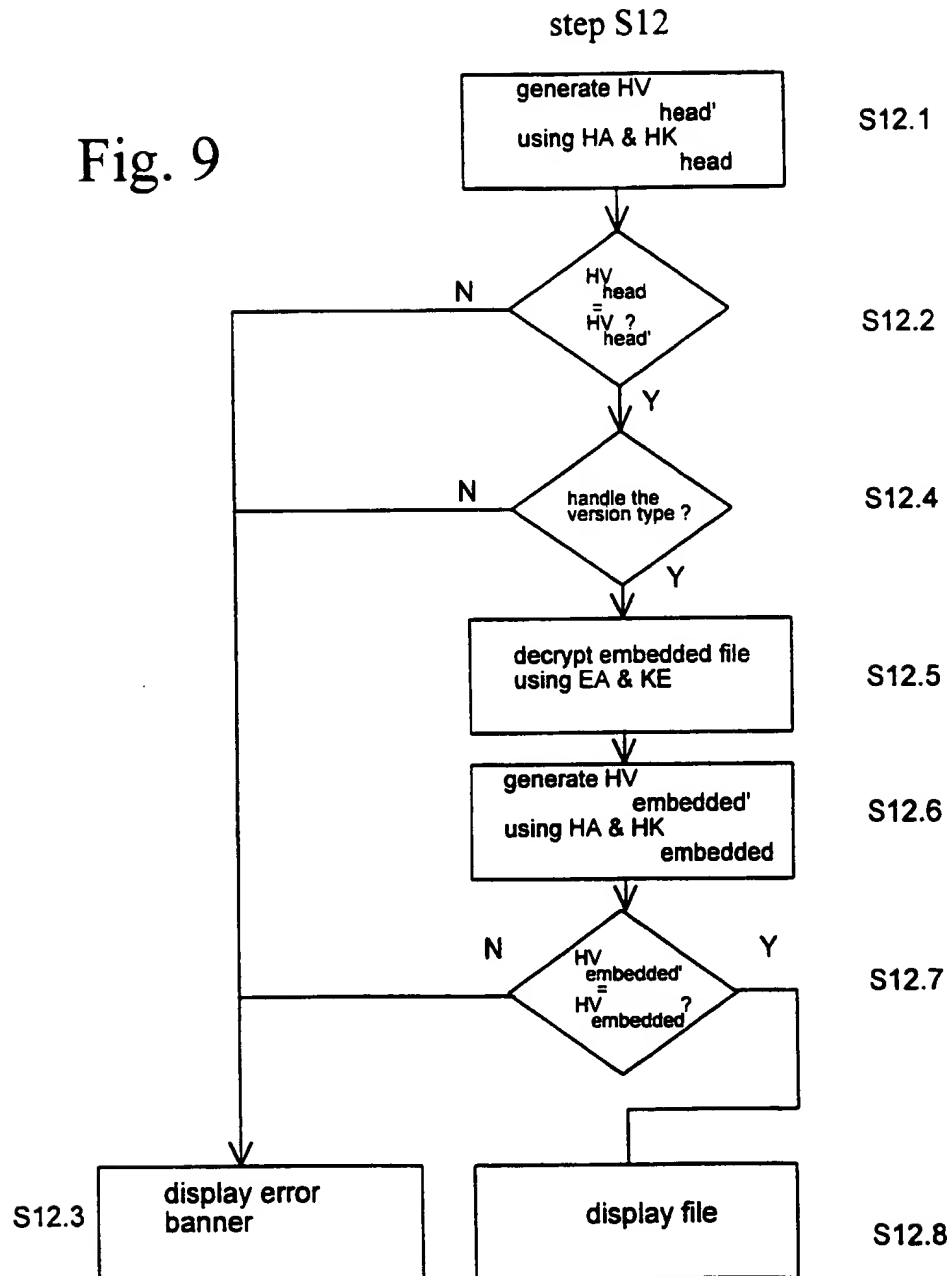 step S12
Fig. 9
generate HV
head'
using HA & HK
head
S12.1
HV
head
=
HV ?
head'
N
Y
S12.2
handle the
version type ?
N
Y
S12.4
decrypt embedded file
using EA & KE
S12.5
generate HV
embedded'
using HA & HK
embedded
S12.6
N
HV
embedded'
=
HV ?
embedded
Y
S12.7
S12.3
display error
banner
display file
S12.8